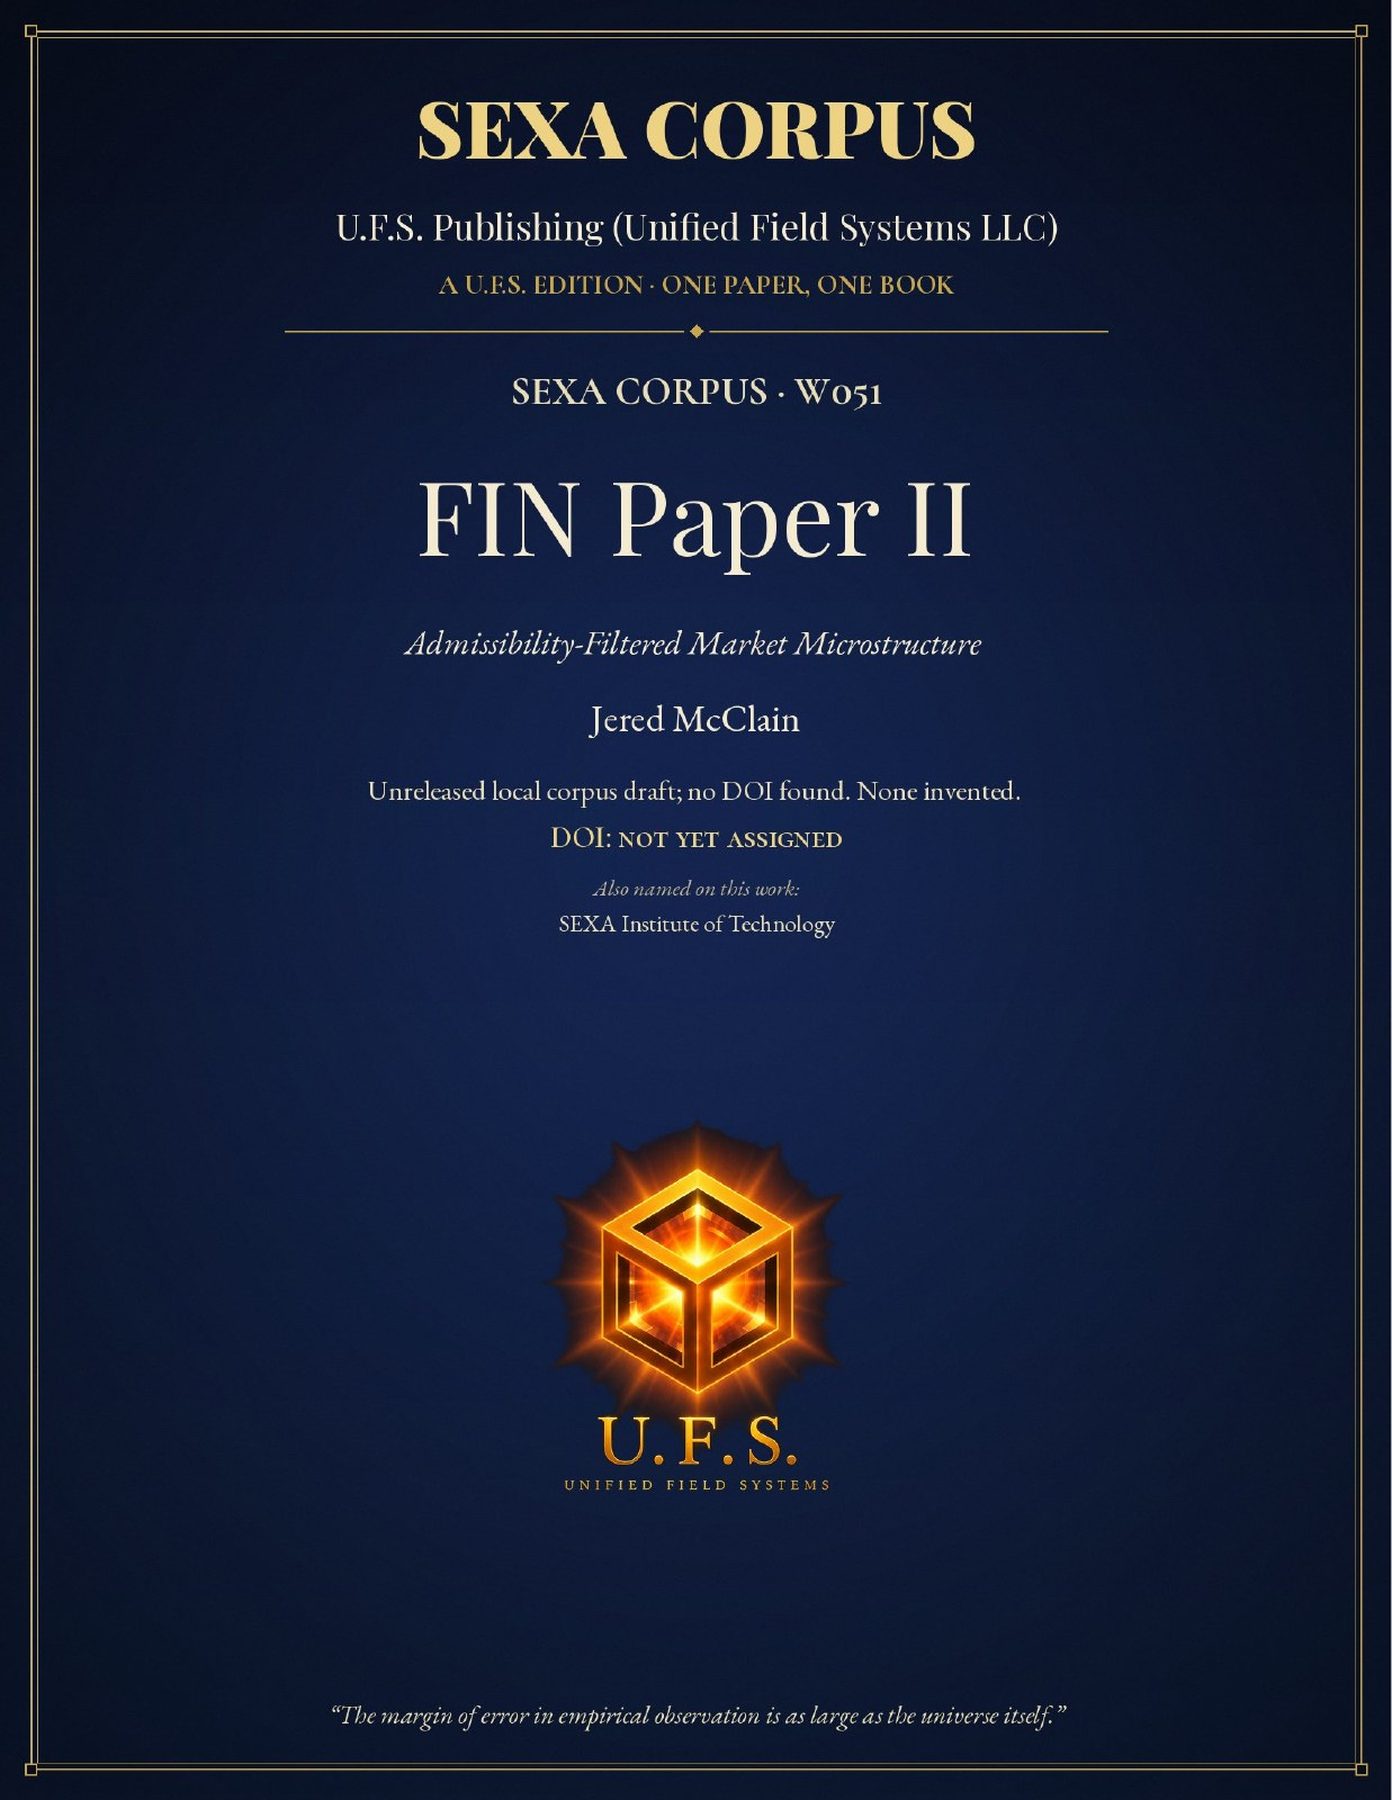 SEXA CORPUS
U.F.S. Publishing (Unified Field Systems LLC)
A U.F.S. EDITION · ONE PAPER, ONE BOOK
SEXA CORPUS · W051
FIN Paper II
Admissibility-Filtered Market Microstructure
Jered McClain
Unreleased local corpus draft; no DOI found. None invented.
DOI: NOT YET ASSIGNED
Also named on this work:
SEXA Institute of Technology
U.F.S.
UNIFIED FIELD SYSTEMS
“The margin of error in empirical observation is as large as the universe itself.”